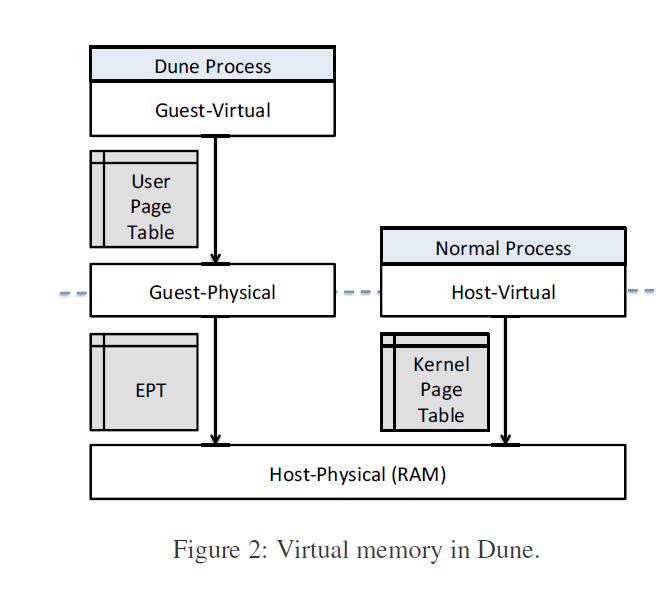 Dune Process
Guest-Virtual
User
Page
Table
Guest-Physical
Normal Process
Host-Virtual
EPT
Kernel
Page
Table
Host-Physical (RAM)
Figure 2: Virtual memory in Dune.